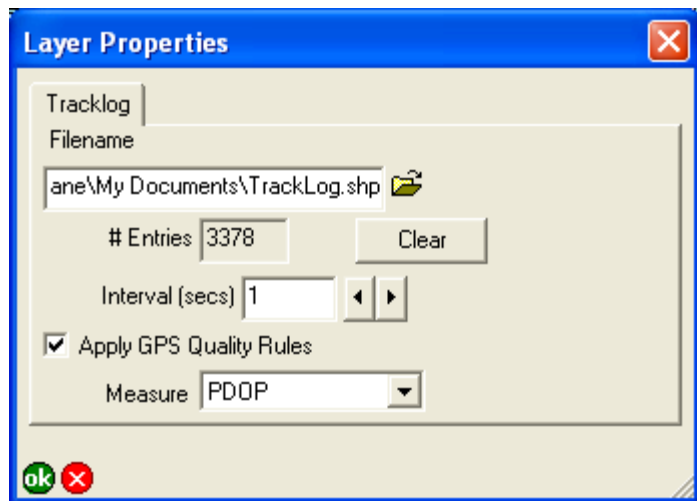 Layer Properties
Tracklog
Filename
ane\My Documents\TrackLog.shp
# Entries 3378 Clear
Interval (secs) 1
Apply GPS Quality Rules
Measure PDOP
ok